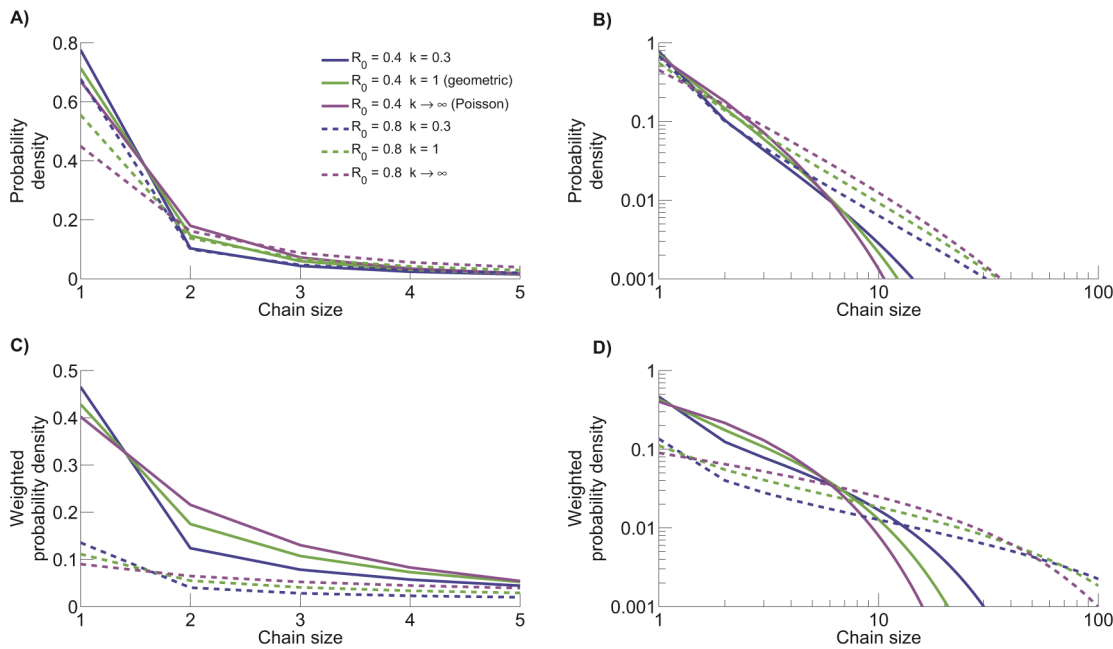 A)
0.8
0.6
0.4
0.2
0
Probability
density
1
2
3
4
5
Chain size
R0 = 0.4 k = 0.3
R0 = 0.4 k = 1 (geometric)
R0 = 0.4 k → ∞ (Poisson)
R0 = 0.8 k = 0.3
R0 = 0.8 k = 1
R0 = 0.8 k → ∞
B)
1
0.1
0.01
0.001
Probability
density
1
10
100
Chain size
C)
0.5
0.4
0.3
0.2
0.1
0
Weighted
probability density
1
2
3
4
5
Chain size
D)
1
0.1
0.01
0.001
Weighted
probability density
1
10
100
Chain size